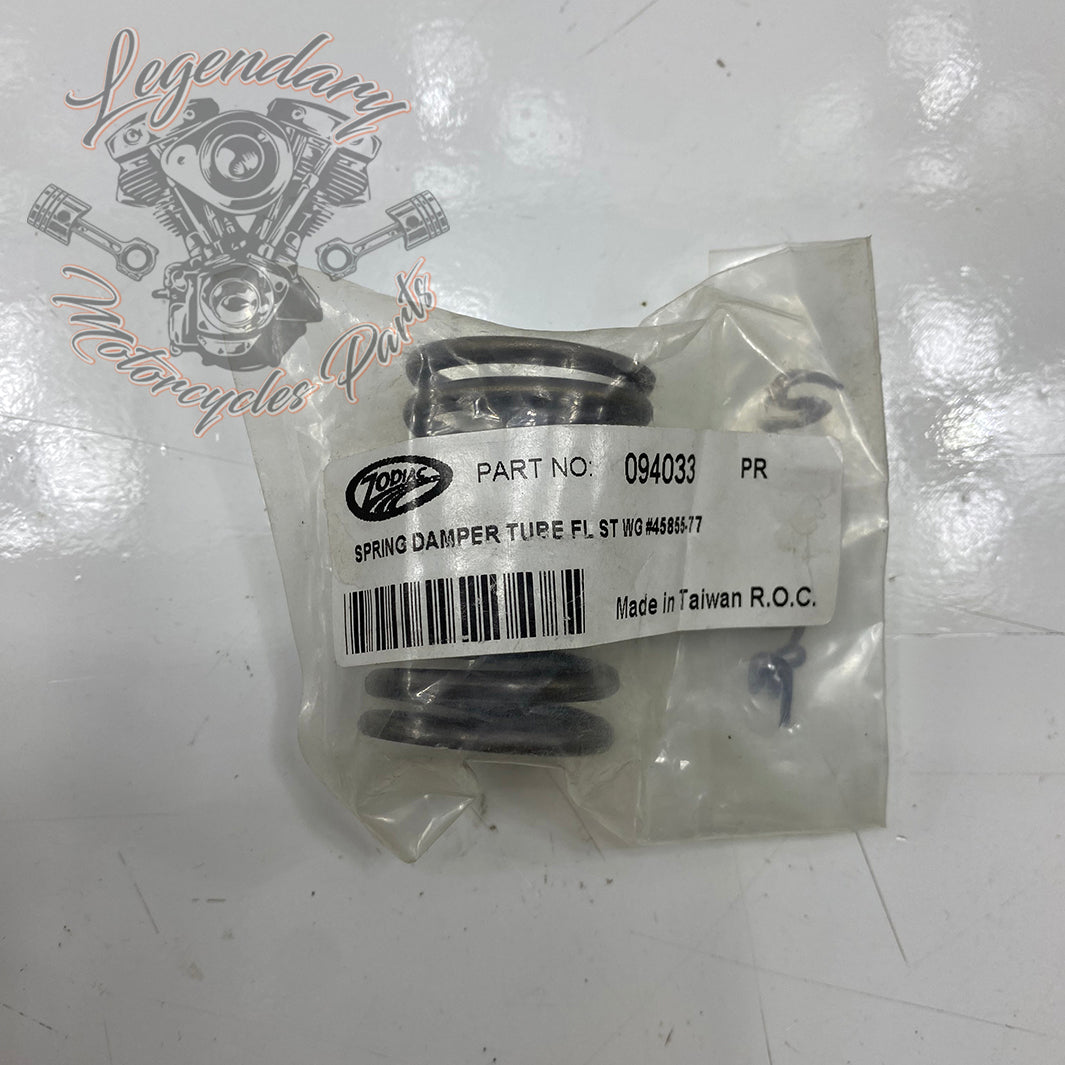 Legendary
Motorcycles Parts
ZODIAC
PART NO: 094033 PR
SPRING DAMPER TUBE FL ST WG #45855-77
Made in Taiwan R.O.C.